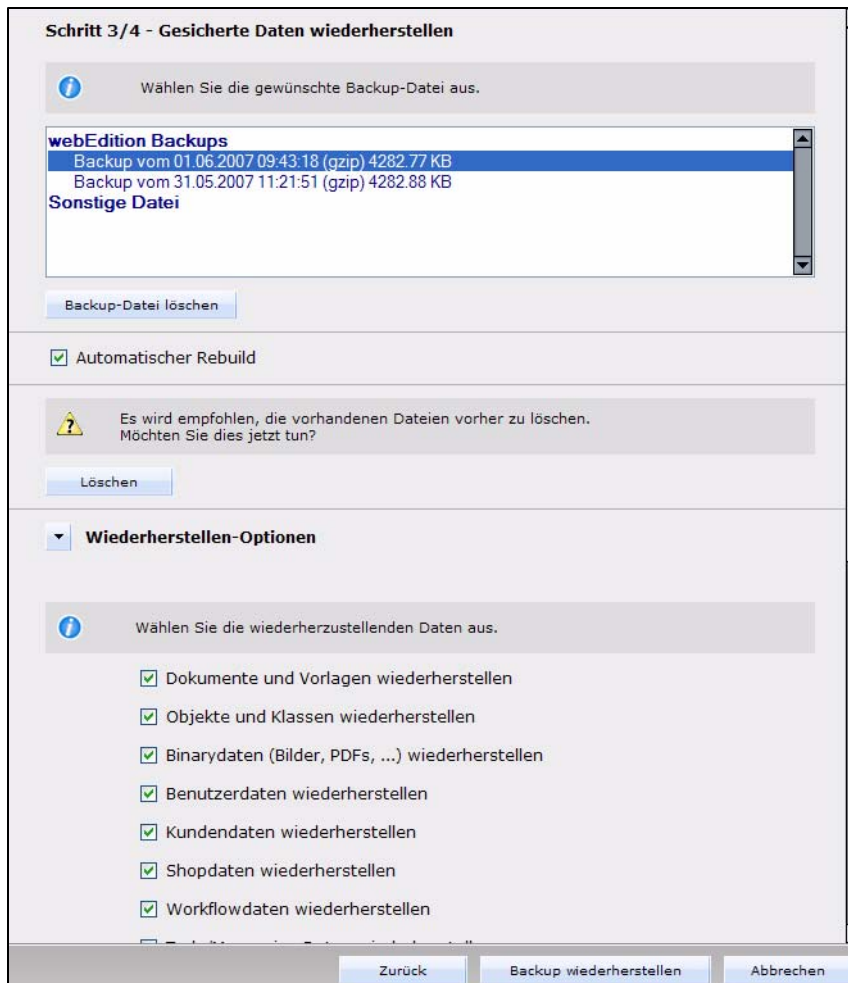 Schritt 3/4 - Gesicherte Daten wiederherstellen
Wählen Sie die gewünschte Backup-Datei aus.
webEdition Backups
Backup vom 01.06.2007 09:43:18 (gzip) 4282.77 KB
Backup vom 31.05.2007 11:21:51 (gzip) 4282.88 KB
Sonstige Datei
Backup-Datei löschen
Automatischer Rebuild
Es wird empfohlen, die vorhandenen Dateien vorher zu löschen.
Möchten Sie dies jetzt tun?
Löschen
Wiederherstellen-Optionen
Wählen Sie die wiederherzustellenden Daten aus.
Dokumente und Vorlagen wiederherstellen
Objekte und Klassen wiederherstellen
Binarydaten (Bilder, PDFs, ...) wiederherstellen
Benutzerdaten wiederherstellen
Kundendaten wiederherstellen
Shopdaten wiederherstellen
Workflowdaten wiederherstellen
Zurück
Backup wiederherstellen
Abbrechen